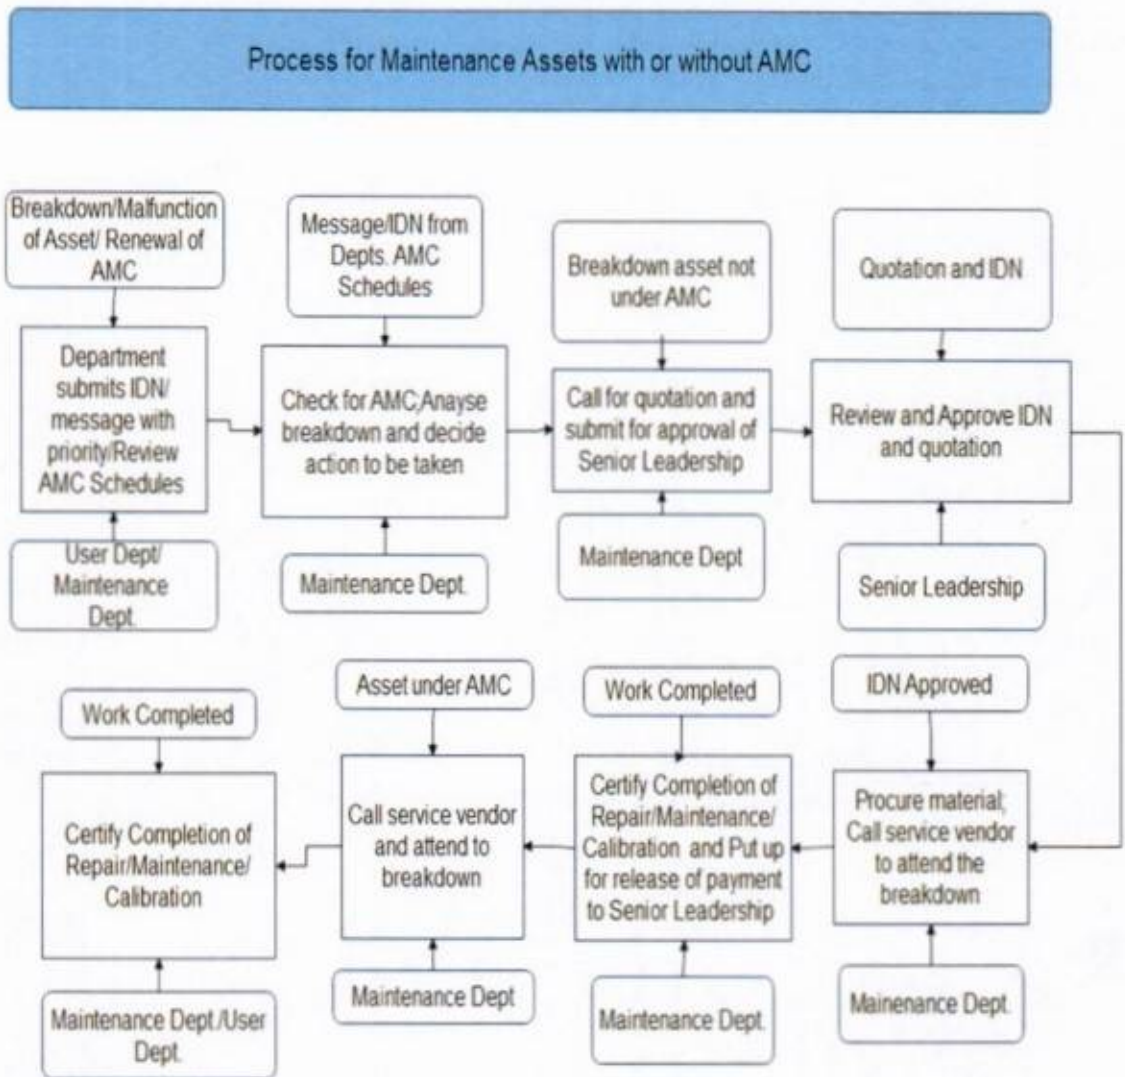 Process for Maintenance Assets with or without AMC
Breakdown/Malfunction
of Asset/ Renewal of
AMC
Message/IDN from
Depts. AMC
Schedules
Breakdown asset not
under AMC
Quotation and IDN
Department
submits IDN/
message with
priority/Review
AMC Schedules
Check for AMC,Anayse
breakdown and decide
action to be taken
Call for quotation and
submit for approval of
Senior Leadership
Review and Approve IDN
and quotation
User Dept/
Maintenance
Dept.
Maintenance Dept.
Maintenance Dept
Senior Leadership
Work Completed
Asset under AMC
Work Completed
IDN Approved
Certify Completion of
Repair/Maintenance/
Calibration
Call service vendor
and attend to
breakdown
Certify Completion of
Repair/Maintenance/
Calibration and Put up
for release of payment
to Senior Leadership
Procure material;
Call service vendor
to attend the
breakdown
Maintenance Dept./User
Dept.
Maintenance Dept
Maintenance Dept.
Mainenance Dept.